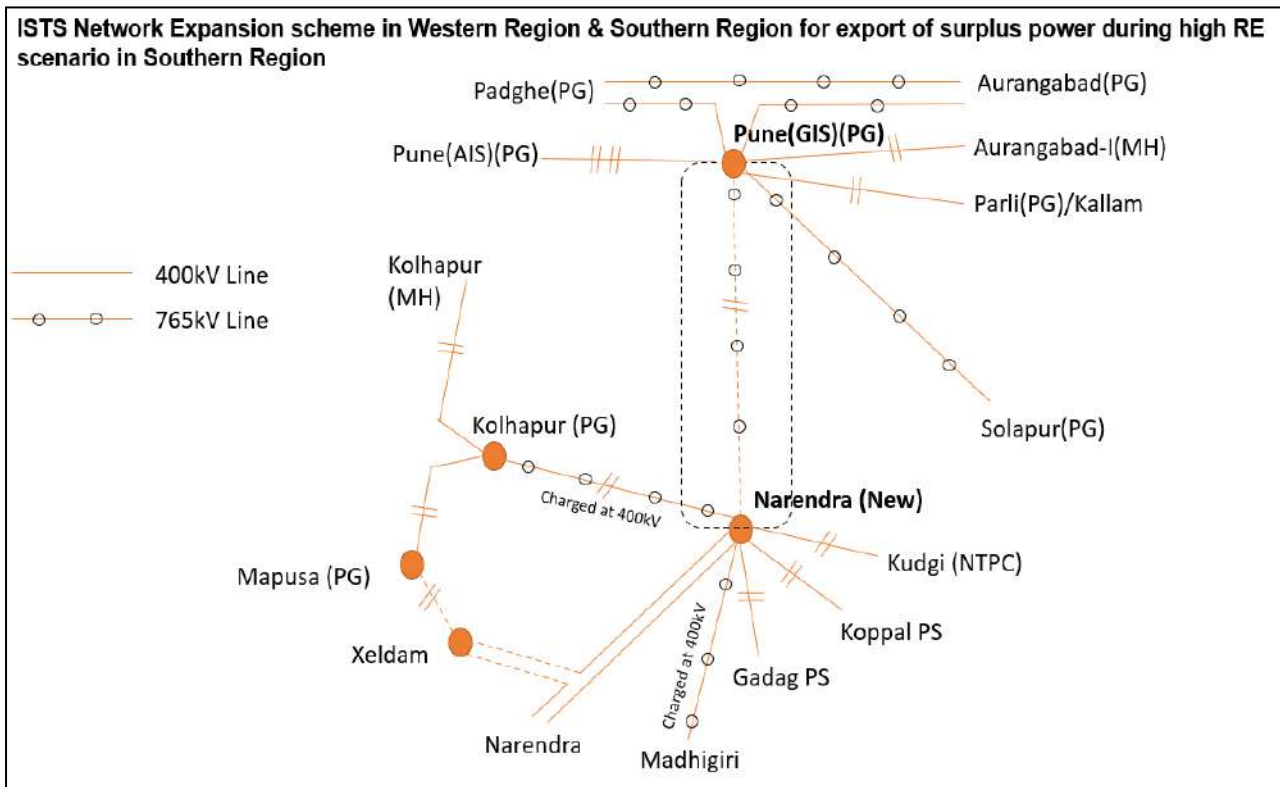 ISTS Network Expansion scheme in Western Region & Southern Region for export of surplus power during high RE
scenario in Southern Region
Padghe(PG)
Aurangabad(PG)
Pune(GIS)(PG)
Pune(AIS)(PG)
Aurangabad-I(MH)
Parli(PG)/Kallam
400kV Line
765kV Line
Kolhapur
(MH)
Kolhapur (PG)
Solapur(PG)
Charged at 400kV
Narendra (New)
Kudgi (NTPC)
Mapusa (PG)
Koppal PS
Xeldam
Charged at 400kV
Gadag PS
Narendra
Madhigiri